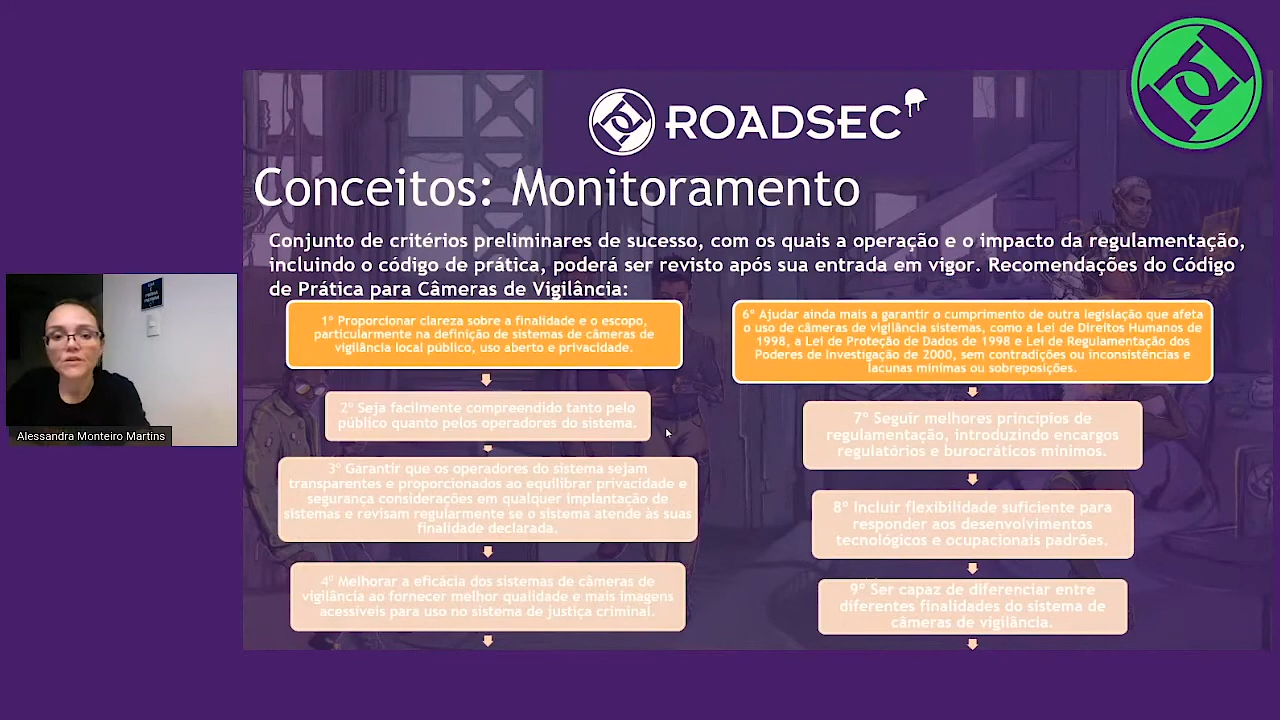 ROADSEC
Conceitos: Monitoramento
Conjunto de critérios preliminares de sucesso, com os quais a operação e o impacto da regulamentação,
incluindo o código de prática, poderá ser revisto após sua entrada em vigor. Recomendações do Código
de Prática para Câmeras de Vigilância:
1º Proporcionar clareza sobre a finalidade e o escopo,
particularmente na definição de sistemas de câmeras de
vigilância local público, uso aberto e privacidade.
2º Seja facilmente compreendido tanto pelo
público quanto pelos operadores do sistema.
3º Garantir que os operadores do sistema sejam
transparentes e proporcionados ao equilibrar privacidade e
segurança considerações em qualquer implantação de
sistemas e revisam regularmente se o sistema atende às suas
finalidade declarada.
4º Melhorar a eficácia dos sistemas de câmeras de
vigilância ao fornecer melhor qualidade e mais imagens
acessíveis para uso no sistema de justiça criminal.
6º Ajudar ainda mais a garantir o cumprimento de outra legislação que afeta
o uso de câmeras de vigilância sistemas, como a Lei de Direitos Humanos de
1998, a Lei de Proteção de Dados de 1998 e Lei de Regulamentação dos
Poderes de Investigação de 2000, sem contradições ou inconsistências e
lacunas mínimas ou sobreposições.
7º Seguir melhores princípios de
regulamentação, introduzindo encargos
regulatórios e burocráticos mínimos.
8º Incluir flexibilidade suficiente para
responder aos desenvolvimentos
tecnológicos e ocupacionais padrões.
9º Ser capaz de diferenciar entre
diferentes finalidades do sistema de
câmeras de vigilância.
Alessandra Monteiro Martins